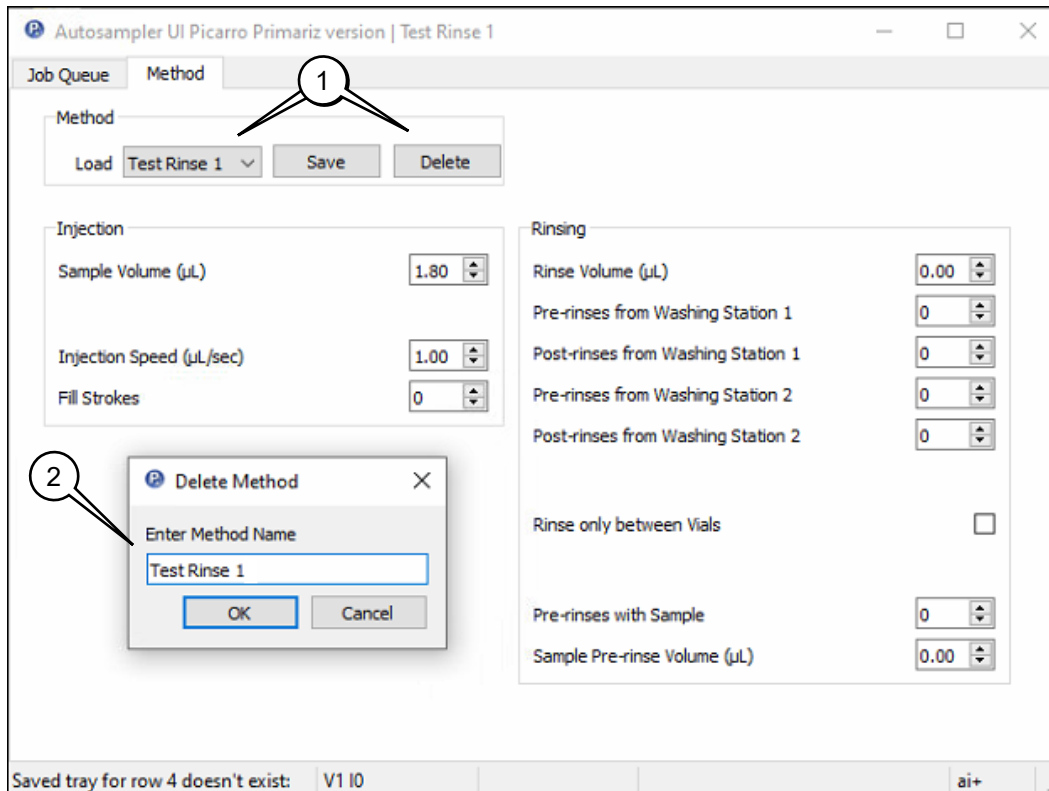 Autosampler UI Picarro Primariz version | Test Rinse 1
Job Queue Method
1
Method
Load Test Rinse 1 Save Delete
Injection
Sample Volume (µL) 1.80
Injection Speed (µL/sec) 1.00
Fill Strokes 0
Rinsing
Rinse Volume (µL) 0.00
Pre-rinses from Washing Station 1 0
Post-rinses from Washing Station 1 0
Pre-rinses from Washing Station 2 0
Post-rinses from Washing Station 2 0
Rinse only between Vials
Pre-rinses with Sample 0
Sample Pre-rinse Volume (µL) 0.00
2
Delete Method
Enter Method Name
Test Rinse 1
OK Cancel
Saved tray for row 4 doesn't exist: V1 I0 ai+